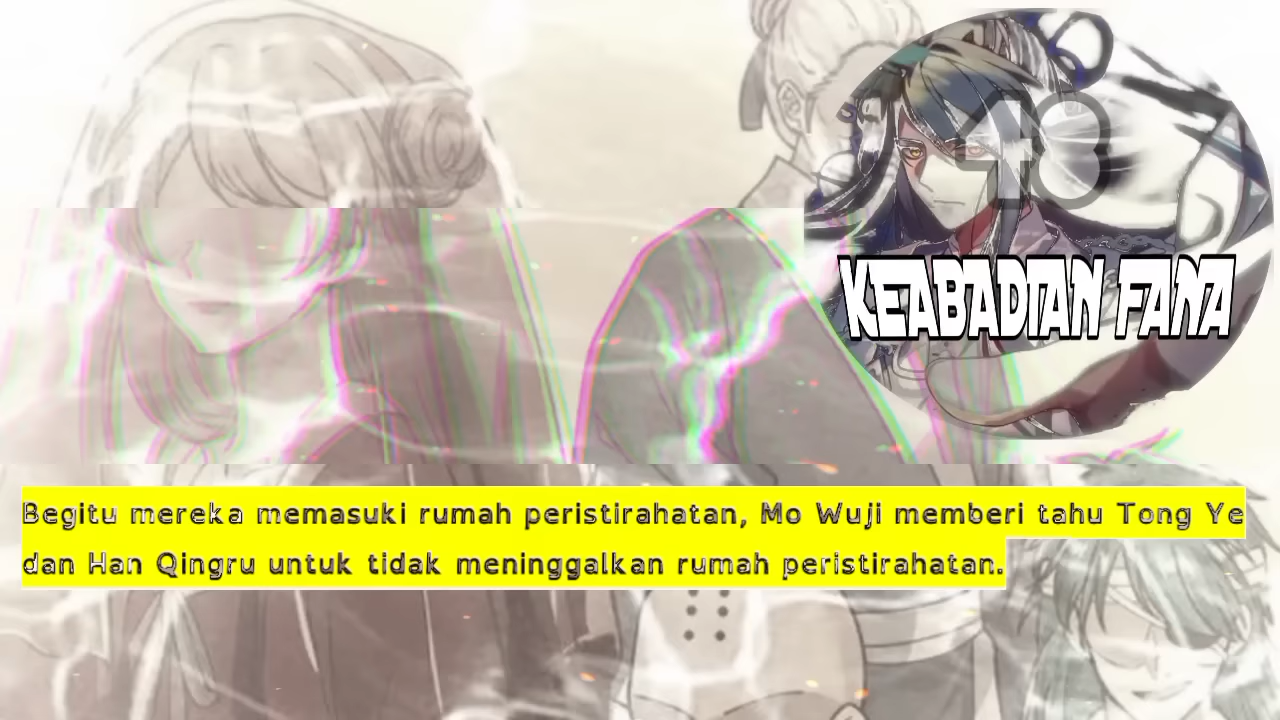 48
KEABADIAN FANA
Begitu mereka memasuki rumah peristirahatan, Mo Wuji memberi tahu Tong Ye
dan Han Qingru untuk tidak meninggalkan rumah peristirahatan.